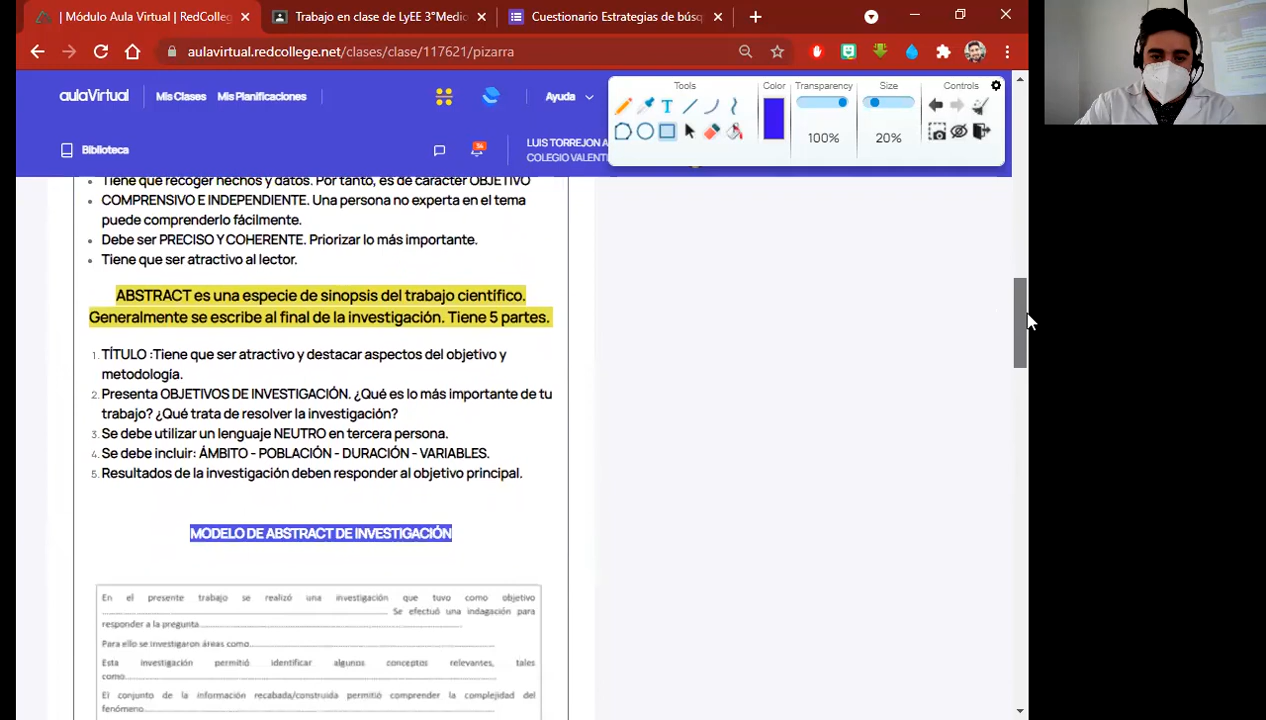 | Módulo Aula Virtual | RedColleg
Trabajo en clase de LyEE 3°Medio
Cuestionario Estrategias de búsq
aulavirtual.redcollege.net/clases/clase/117621/pizarra
aulaVirtual
Mis Clases
Mis Planificaciones
Ayuda
Biblioteca
LUIS TORREJON A
COLEGIO VALENT
Tools
Color
Transparency
Size
Controls
100%
20%
Tiene que recoger hechos y datos. Por tanto, es de carácter OBJETIVO
COMPRENSIVO E INDEPENDIENTE. Una persona no experta en el tema
puede comprenderlo fácilmente.
Debe ser PRECISO Y COHERENTE. Priorizar lo más importante.
Tiene que ser atractivo al lector.
ABSTRACT es una especie de sinopsis del trabajo científico.
Generalmente se escribe al final de la investigación. Tiene 5 partes.
1. TÍTULO :Tiene que ser atractivo y destacar aspectos del objetivo y
metodología.
2. Presenta OBJETIVOS DE INVESTIGACIÓN. ¿Qué es lo más importante de tu
trabajo? ¿Qué trata de resolver la investigación?
3. Se debe utilizar un lenguaje NEUTRO en tercera persona.
4. Se debe incluir: ÁMBITO - POBLACIÓN - DURACIÓN - VARIABLES.
5. Resultados de la investigación deben responder al objetivo principal.
MODELO DE ABSTRACT DE INVESTIGACIÓN
En el presente trabajo se realizó una investigación que tuvo como objetivo
Se efectuó una indagación para
responder a la pregunta
Para ello se investigaron áreas como
Esta investigación permitió identificar algunos conceptos relevantes, tales
como
El conjunto de la información recabada/construida permitió comprender la complejidad del
fenómeno